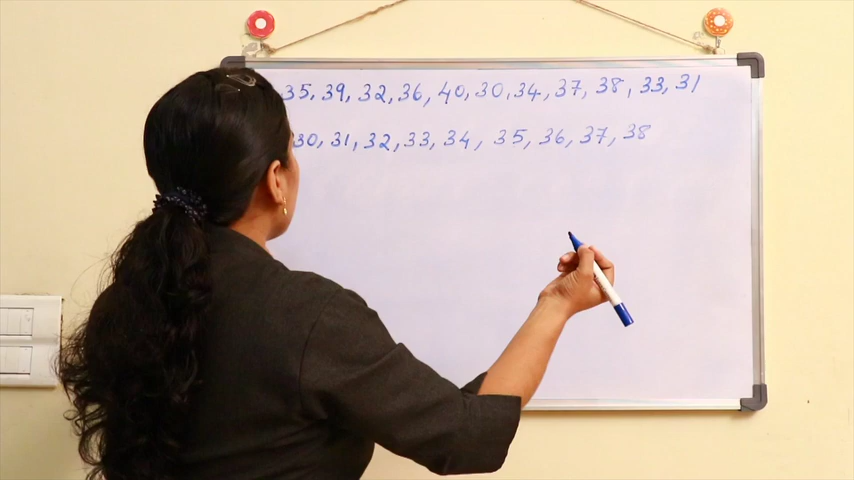 35, 39, 32, 36, 40, 30, 34, 37, 38, 33, 31
30, 31, 32, 33, 34, 35, 36, 37, 38